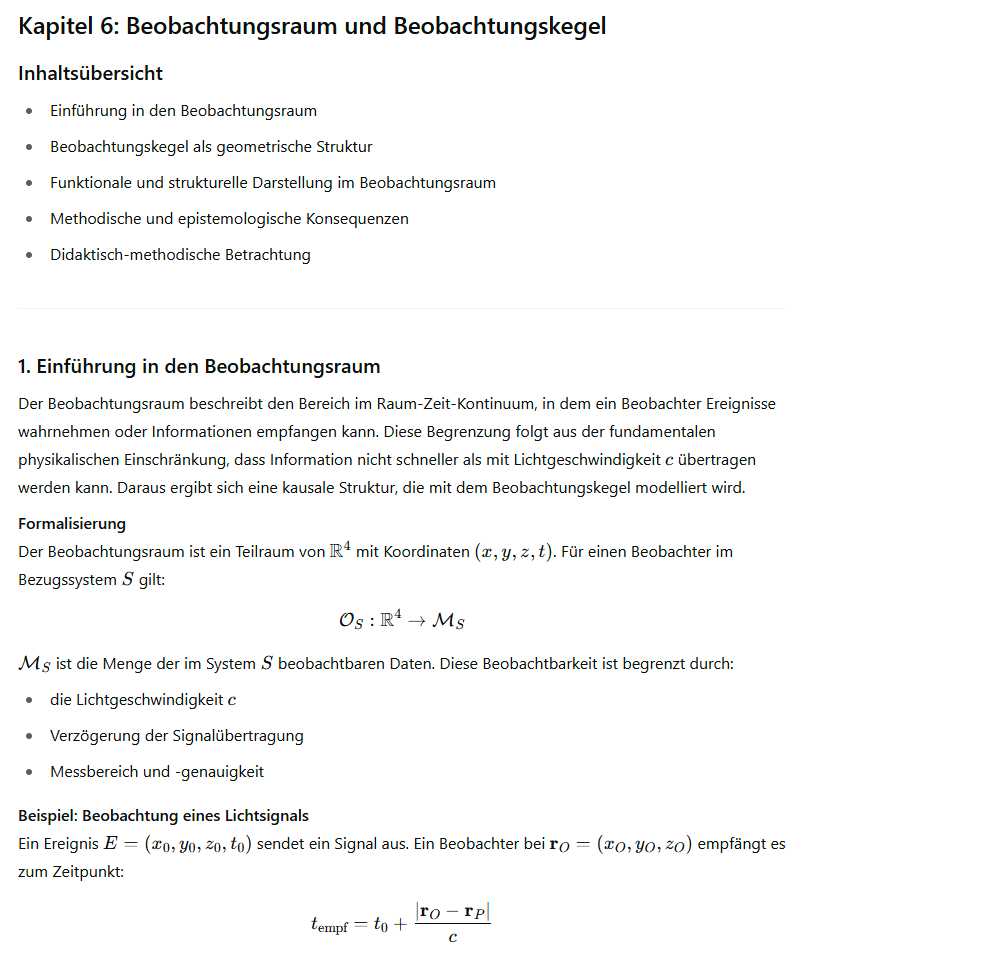 Kapitel 6: Beobachtungsraum und Beobachtungskegel
Inhaltsübersicht
• Einführung in den Beobachtungsraum
• Beobachtungskegel als geometrische Struktur
• Funktionale und strukturelle Darstellung im Beobachtungsraum
• Methodische und epistemologische Konsequenzen
• Didaktisch-methodische Betrachtung
1. Einführung in den Beobachtungsraum
Der Beobachtungsraum beschreibt den Bereich im Raum-Zeit-Kontinuum, in dem ein Beobachter Ereignisse
wahrnehmen oder Informationen empfangen kann. Diese Begrenzung folgt aus der fundamentalen
physikalischen Einschränkung, dass Information nicht schneller als mit Lichtgeschwindigkeit c übertragen
werden kann. Daraus ergibt sich eine kausale Struktur, die mit dem Beobachtungskegel modelliert wird.
Formalisierung
Der Beobachtungsraum ist ein Teilraum von ℝ⁴ mit Koordinaten (x, y, z, t). Für einen Beobachter im
Bezugssystem S gilt:
𝒪_S : ℝ⁴ → ℳ_S
ℳ_S ist die Menge der im System S beobachtbaren Daten. Diese Beobachtbarkeit ist begrenzt durch:
• die Lichtgeschwindigkeit c
• Verzögerung der Signalübertragung
• Messbereich und -genauigkeit
Beispiel: Beobachtung eines Lichtsignals
Ein Ereignis E = (x₀, y₀, z₀, t₀) sendet ein Signal aus. Ein Beobachter bei 𝐫_O = (x_O, y_O, z_O) empfängt es
zum Zeitpunkt:
t_empf = t₀ + |𝐫_O − 𝐫_P| / c